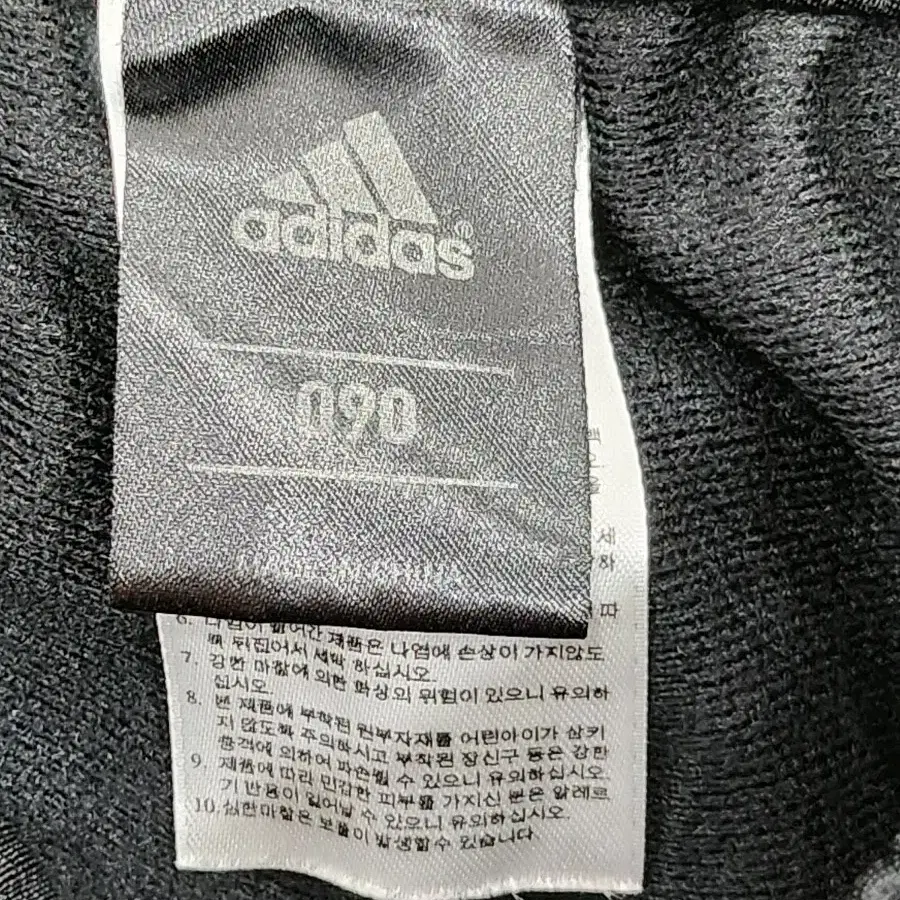 adidas®
090
백
인
을
세
하
따
6. 나염이 들어간 제품은 나염에 손상이 가지않도
록 뒤집어서 세탁 하십시오.
7. 강한 마찰에 의한 화상의 위험이 있으니 유의하
십시오.
8. 본 제품에 부착된 원부자재를 어린아이가 삼키
지 않도록 주의하시고 부착된 장신구 등은 강한
충격에 의하여 파손될 수 있으니 유의하십시오.
9. 제품에 따라 민감한 피부를 가지신 분은 알레르
기 반응이 일어날 수 있으니 유의하십시오.
10. 심한마찰은 보풀이 발생할수 있습니다.